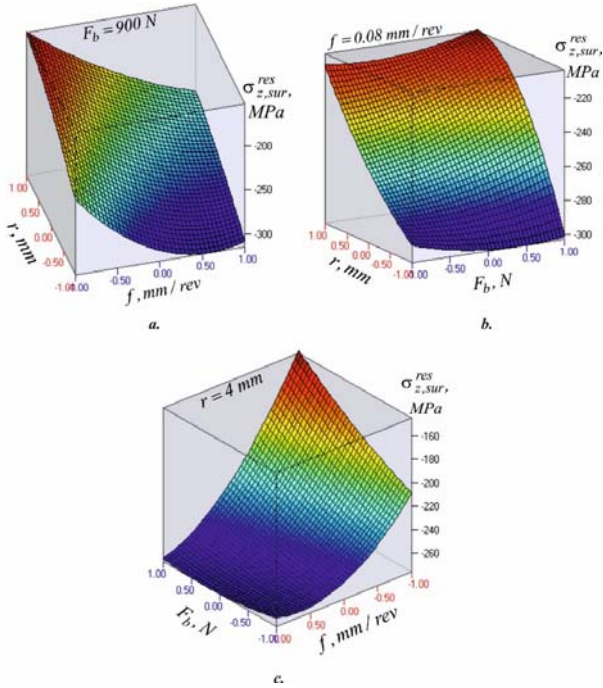 F_b = 900 N
σ^{res}_{z,sur},
MPa
-200
-250
-300
1.00
0.50
0.00
-0.50
-1.00
r, mm
-1.00
-0.50
0.00
0.50
1.00
f, mm / rev
a.
f = 0.08 mm / rev
σ^{res}_{z,sur},
MPa
-220
-240
-260
-280
-300
1.00
0.50
0.00
-0.50
-1.00
r, mm
-1.00
-0.50
0.00
0.50
1.00
F_b, N
b.
r = 4 mm
σ^{res}_{z,sur},
MPa
-160
-180
-200
-220
-240
-260
1.00
0.50
0.00
-0.50
-1.00
F_b, N
1.00
0.50
0.00
-0.50
-1.00
f, mm / rev
c.